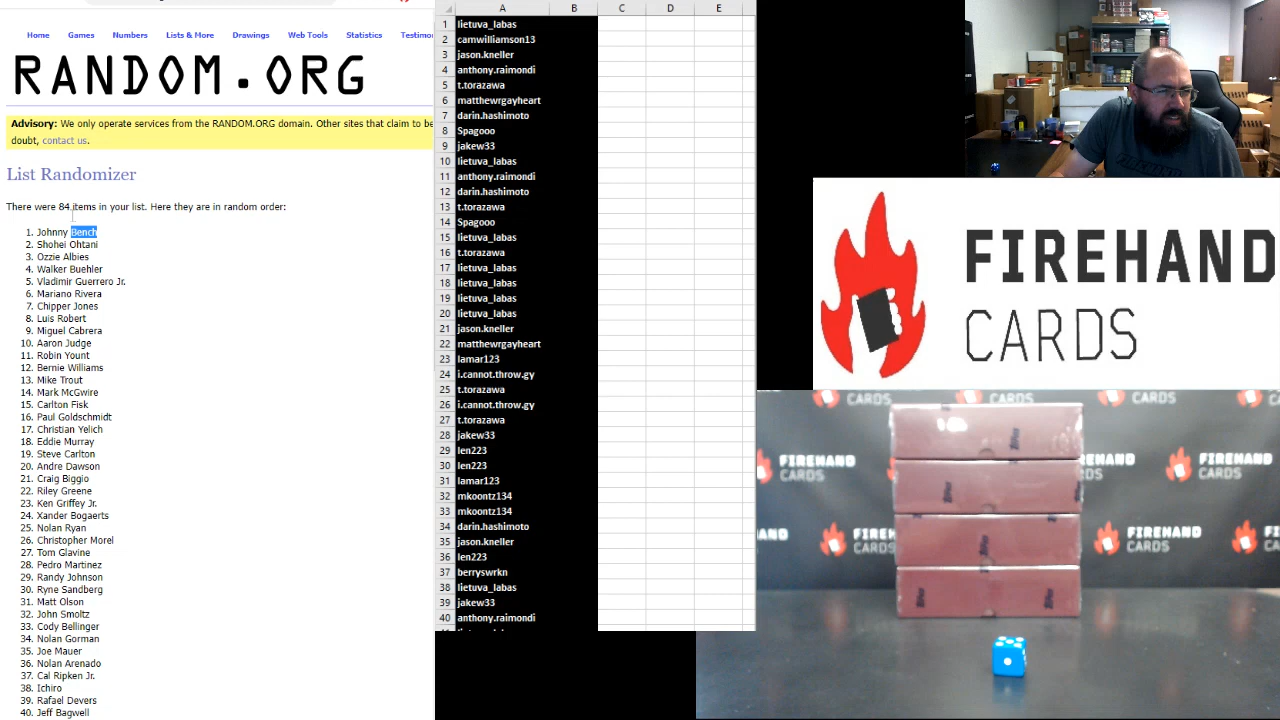 Home Games Numbers Lists & More Drawings Web Tools Statistics
RANDOM.ORG
Advisory: We only operate services from the RANDOM.ORG domain. Other sites that claim to be
doubt, contact us.
List Randomizer
There were 84 items in your list. Here they are in random order:
1. Johnny Bench
2. Shohei Ohtani
3. Ozzie Albies
4. Walker Buehler
5. Vladimir Guerrero Jr.
6. Mariano Rivera
7. Chipper Jones
8. Luis Robert
9. Miguel Cabrera
10. Aaron Judge
11. Robin Yount
12. Bernie Williams
13. Mike Trout
14. Mark McGwire
15. Carlton Fisk
16. Paul Goldschmidt
17. Christian Yelich
18. Eddie Murray
19. Steve Carlton
20. Andre Dawson
21. Craig Biggio
22. Riley Greene
23. Ken Griffey Jr.
24. Xander Bogaerts
25. Nolan Ryan
26. Christopher Morel
27. Tom Glavine
28. Pedro Martinez
29. Randy Johnson
30. Ryne Sandberg
31. Matt Olson
32. John Smoltz
33. Cody Bellinger
34. Nolan Gorman
35. Joe Mauer
36. Nolan Arenado
37. Cal Ripken Jr.
38. Ichiro
39. Rafael Devers
40. Jeff Bagwell
A B C D E
1 lietuva_labas
2 camwilliamson13
3 jason.kneller
4 anthony.raimondi
5 t.torazawa
6 matthewrgayheart
7 darin.hashimoto
8 Spagooo
9 jakew33
10 lietuva_labas
11 anthony.raimondi
12 darin.hashimoto
13 t.torazawa
14 Spagooo
15 lietuva_labas
16 t.torazawa
17 lietuva_labas
18 lietuva_labas
19 lietuva_labas
20 lietuva_labas
21 jason.kneller
22 matthewrgayheart
23 lamar123
24 i.cannot.throw.gy
25 t.torazawa
26 i.cannot.throw.gy
27 t.torazawa
28 jakew33
29 len223
30 len223
31 lamar123
32 mkoontz134
33 mkoontz134
34 darin.hashimoto
35 jason.kneller
36 len223
37 berryswrkn
38 lietuva_labas
39 jakew33
40 anthony.raimondi
FIREHAND
CARDS
CARDS CARDS
FIREHAND
CARDS
FIREHAND
CARDS
FIREHAND
CARDS
topps
topps
topps
topps